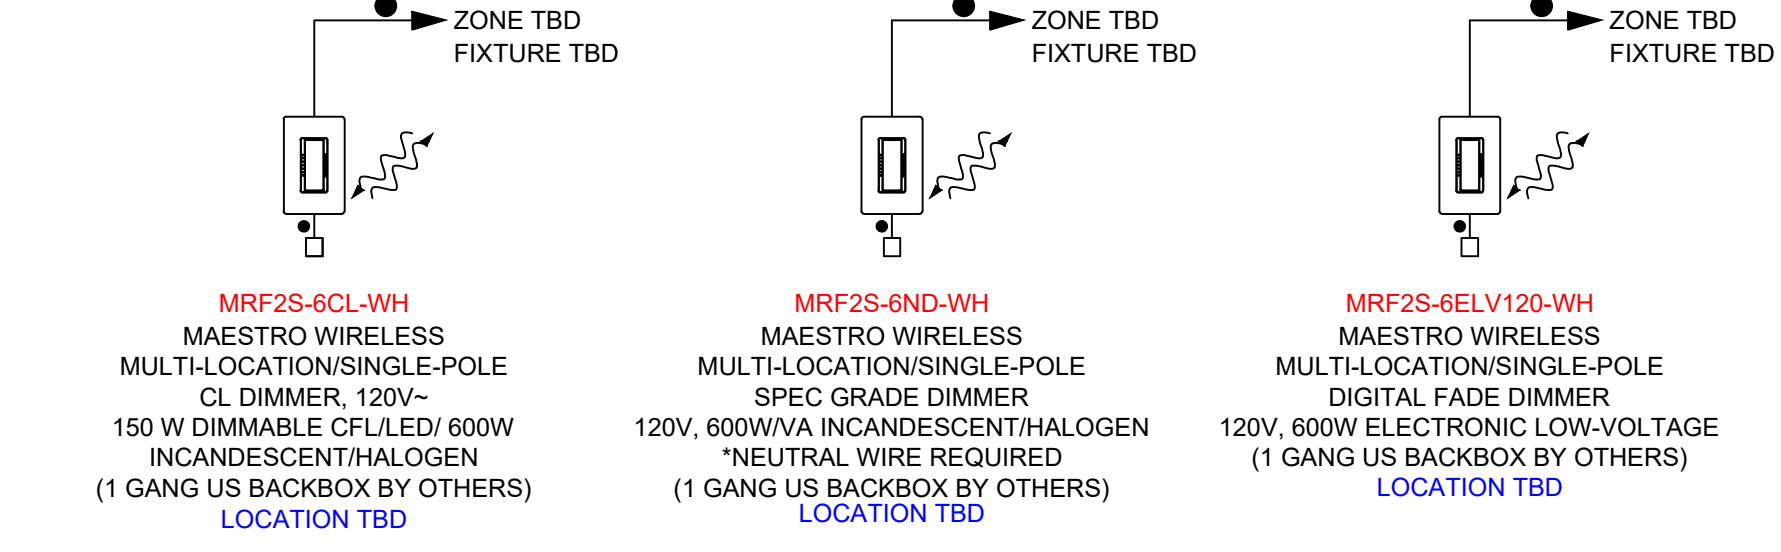 ZONE TBD
FIXTURE TBD
ZONE TBD
FIXTURE TBD
ZONE TBD
FIXTURE TBD
MRF2S-6CL-WH
MAESTRO WIRELESS
MULTI-LOCATION/SINGLE-POLE
CL DIMMER, 120V~
150 W DIMMABLE CFL/LED/ 600W
INCANDESCENT/HALOGEN
(1 GANG US BACKBOX BY OTHERS)
LOCATION TBD
MRF2S-6ND-WH
MAESTRO WIRELESS
MULTI-LOCATION/SINGLE-POLE
SPEC GRADE DIMMER
120V, 600W/VA INCANDESCENT/HALOGEN
*NEUTRAL WIRE REQUIRED
(1 GANG US BACKBOX BY OTHERS)
LOCATION TBD
MRF2S-6ELV120-WH
MAESTRO WIRELESS
MULTI-LOCATION/SINGLE-POLE
DIGITAL FADE DIMMER
120V, 600W ELECTRONIC LOW-VOLTAGE
(1 GANG US BACKBOX BY OTHERS)
LOCATION TBD